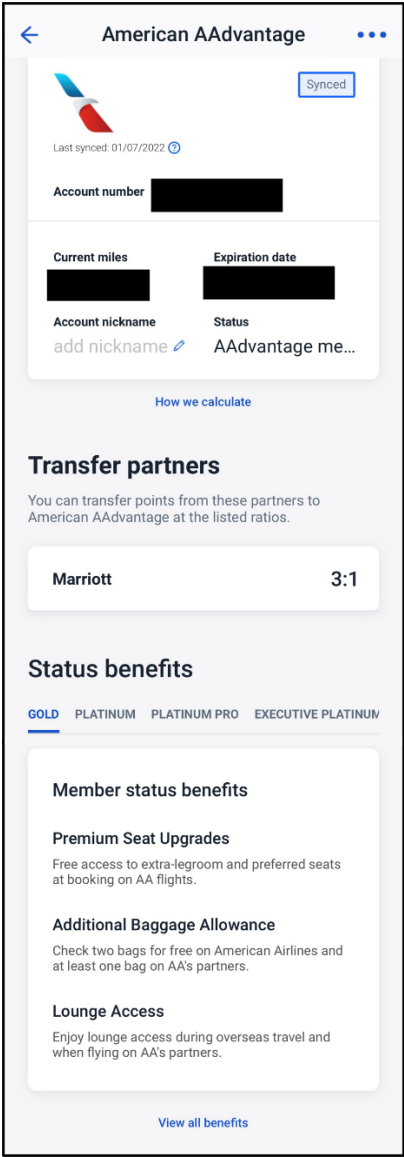 American AAdvantage
Synced
Last synced: 01/07/2022
Account number
Current miles
Expiration date
Account nickname
Status
add nickname
AAdvantage me...
How we calculate
Transfer partners
You can transfer points from these partners to
American AAdvantage at the listed ratios.
Marriott 3:1
Status benefits
GOLD PLATINUM PLATINUM PRO EXECUTIVE PLATINUM
Member status benefits
Premium Seat Upgrades
Free access to extra-legroom and preferred seats
at booking on AA flights.
Additional Baggage Allowance
Check two bags for free on American Airlines and
at least one bag on AA's partners.
Lounge Access
Enjoy lounge access during overseas travel and
when flying on AA's partners.
View all benefits